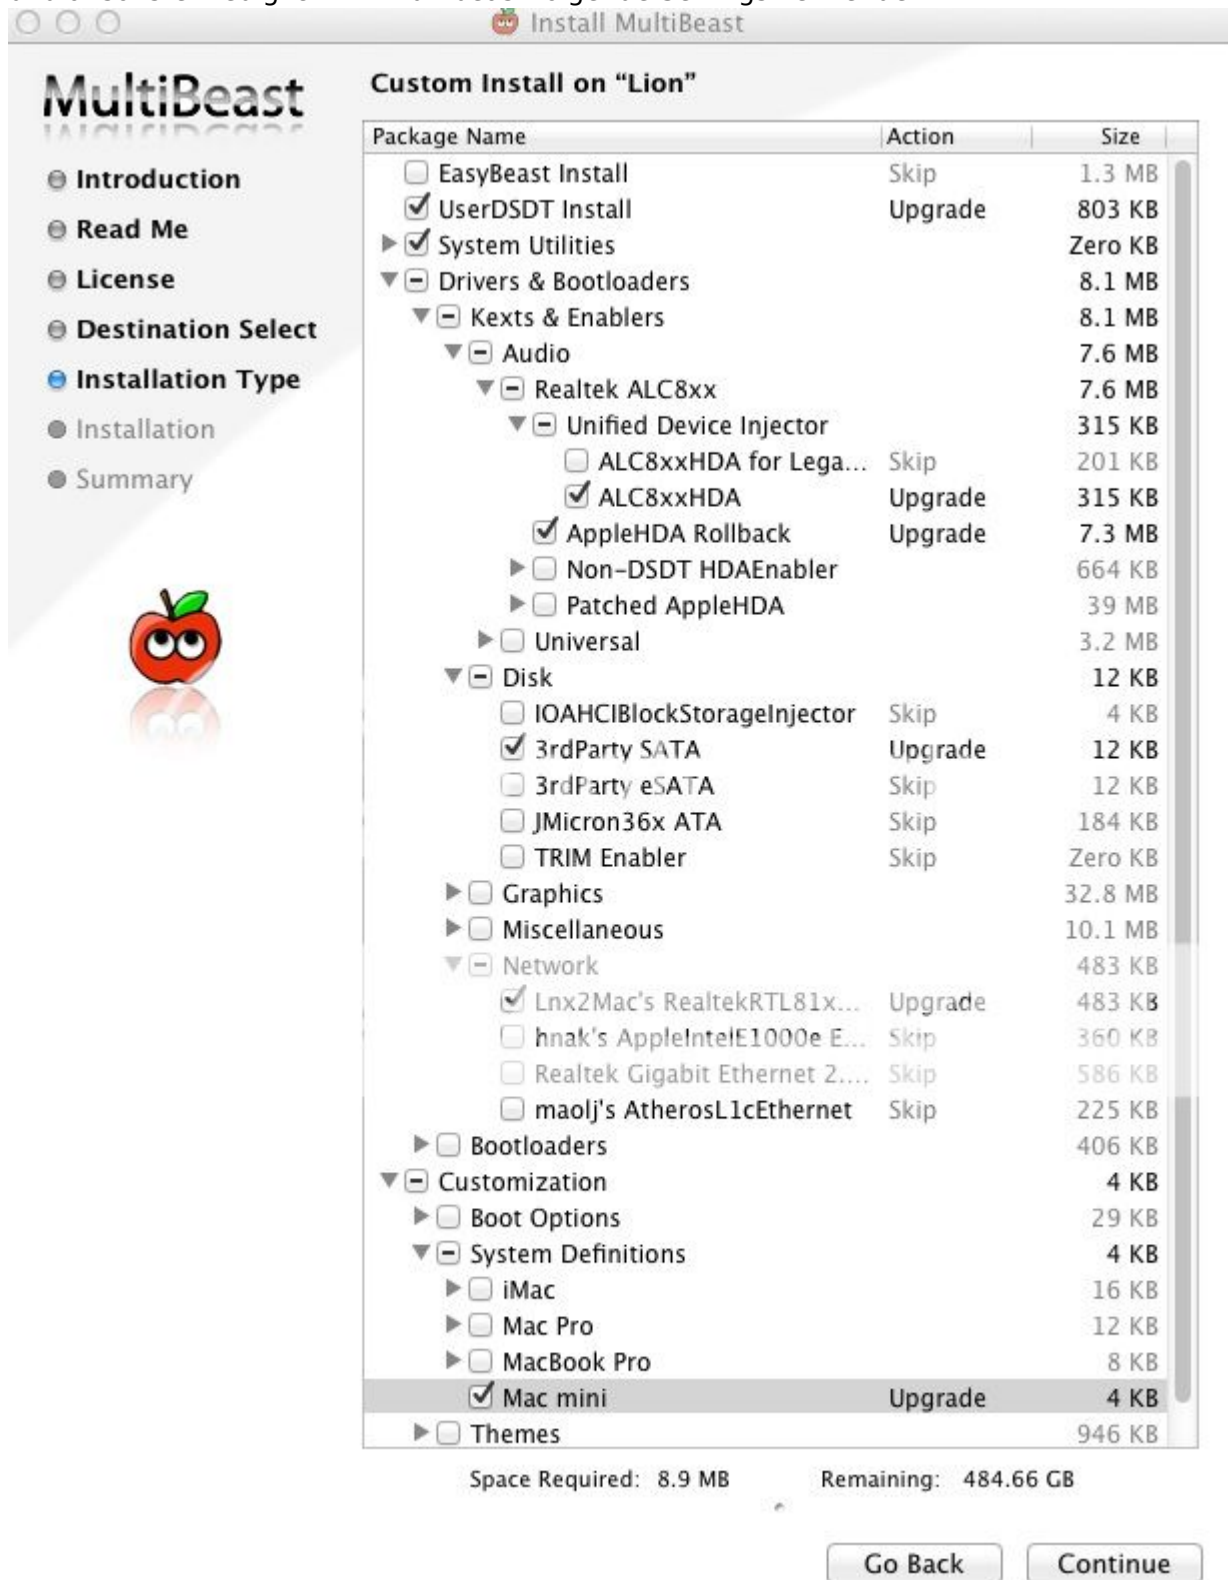 Install MultiBeast
MultiBeast
Custom Install on “Lion”
Introduction
Read Me
License
Destination Select
Installation Type
Installation
Summary
Package Name Action Size
EasyBeast Install Skip 1.3 MB
UserDSDT Install Upgrade 803 KB
System Utilities Zero KB
Drivers & Bootloaders 8.1 MB
Kexts & Enablers 8.1 MB
Audio 7.6 MB
Realtek ALC8xx 7.6 MB
Unified Device Injector 315 KB
ALC8xxHDA for Lega... Skip 201 KB
ALC8xxHDA Upgrade 315 KB
AppleHDA Rollback Upgrade 7.3 MB
Non-DSDT HDAEnabler 664 KB
Patched AppleHDA 39 MB
Universal 3.2 MB
Disk 12 KB
IOAHCIBlockStorageInjector Skip 4 KB
3rdParty SATA Upgrade 12 KB
3rdParty eSATA Skip 12 KB
JMicron36x ATA Skip 184 KB
TRIM Enabler Skip Zero KB
Graphics 32.8 MB
Miscellaneous 10.1 MB
Network 483 KB
Lnx2Mac's RealtekRTL81x... Upgrade 483 KB
hnak's AppleIntelE1000e E... Skip 360 KB
Realtek Gigabit Ethernet 2.... Skip 586 KB
maolj's AtherosL1cEthernet Skip 225 KB
Bootloaders 406 KB
Customization 4 KB
Boot Options 29 KB
System Definitions 4 KB
iMac 16 KB
Mac Pro 12 KB
MacBook Pro 8 KB
Mac mini Upgrade 4 KB
Themes 946 KB
Space Required: 8.9 MB Remaining: 484.66 GB
Go Back Continue